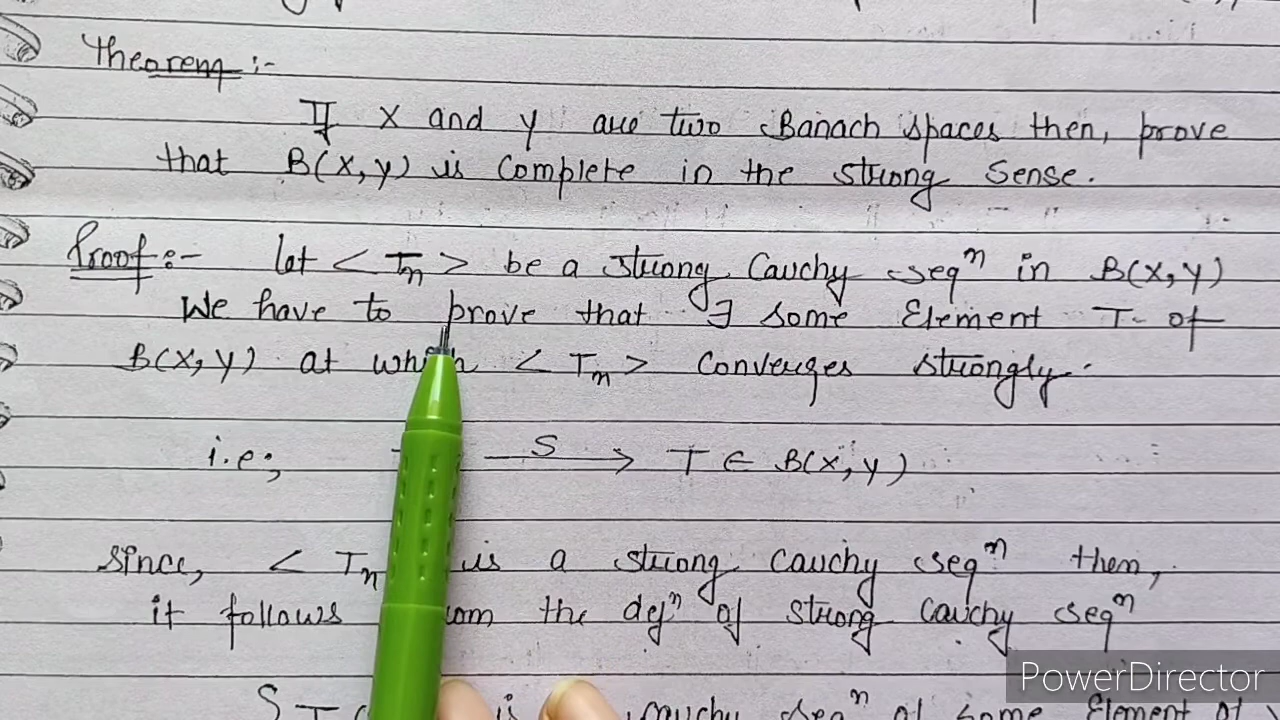 Theorem :-
If X and Y are two Banach spaces then, prove
that B(X, Y) is Complete in the strong Sense.
Proof :- let < Tn > be a strong Cauchy seqⁿ in B(X, Y)
We have to prove that ∃ some Element T of
B(X, Y) at which < Tn > Converges strongly.
i.e., S → T ∈ B(X, Y)
Since, < Tn is a strong Cauchy seqⁿ then,
it follows the defⁿ of strong Cauchy seqⁿ
PowerDirector
is seqⁿ of some Element of